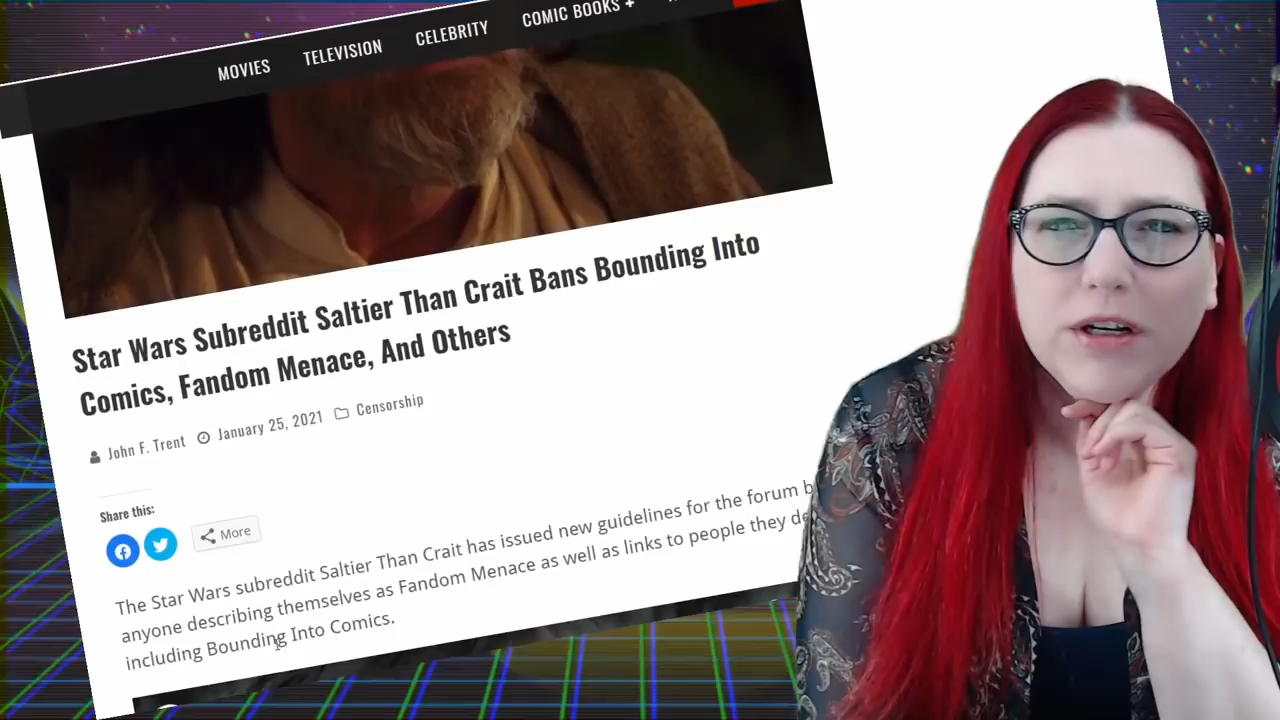 MOVIES TELEVISION CELEBRITY COMIC BOOKS +
Star Wars Subreddit Saltier Than Crait Bans Bounding Into
Comics, Fandom Menace, And Others
John F. Trent January 25, 2021 Censorship
Share this:
More
The Star Wars subreddit Saltier Than Crait has issued new guidelines for the forum
anyone describing themselves as Fandom Menace as well as links to people they
including Bounding Into Comics.